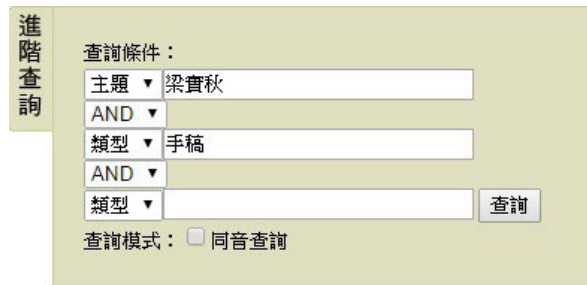 進階查詢
查詢條件：
主題 梁實秋
AND
類型 手稿
AND
類型 查詢
查詢模式： 同音查詢